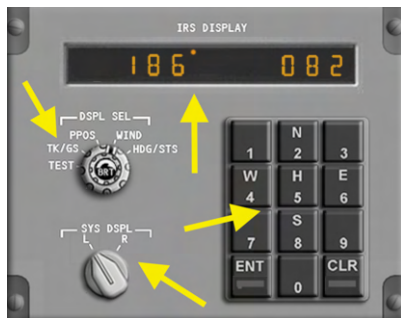 IRS DISPLAY
186° 082
DSPL SEL
PPOS WIND
TK/GS HDG/STS
TEST
BRT
SYS DSPL
L R
N
1 2 3
W H E
4 5 6
S
7 8 9
ENT CLR
0